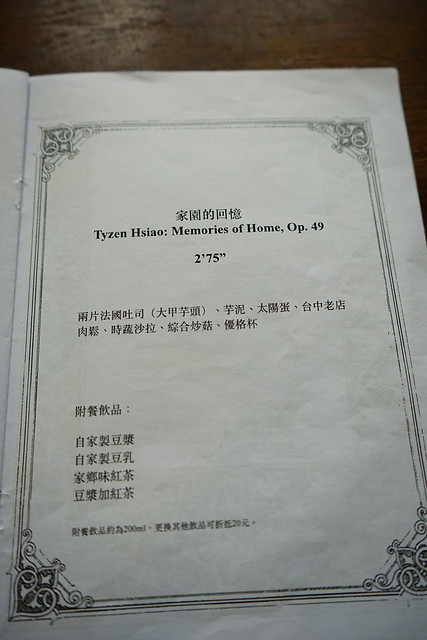 家園的回憶
Tyzen Hsiao: Memories of Home, Op. 49
2’75”
兩片法國吐司（大甲芋頭）、芋泥、太陽蛋、台中老店
肉鬆、時蔬沙拉、綜合炒菇、優格杯
附餐飲品：
自家製豆漿
自家製豆乳
家鄉味紅茶
豆漿加紅茶
附餐飲品約為200ml，更換其他飲品可折抵20元。